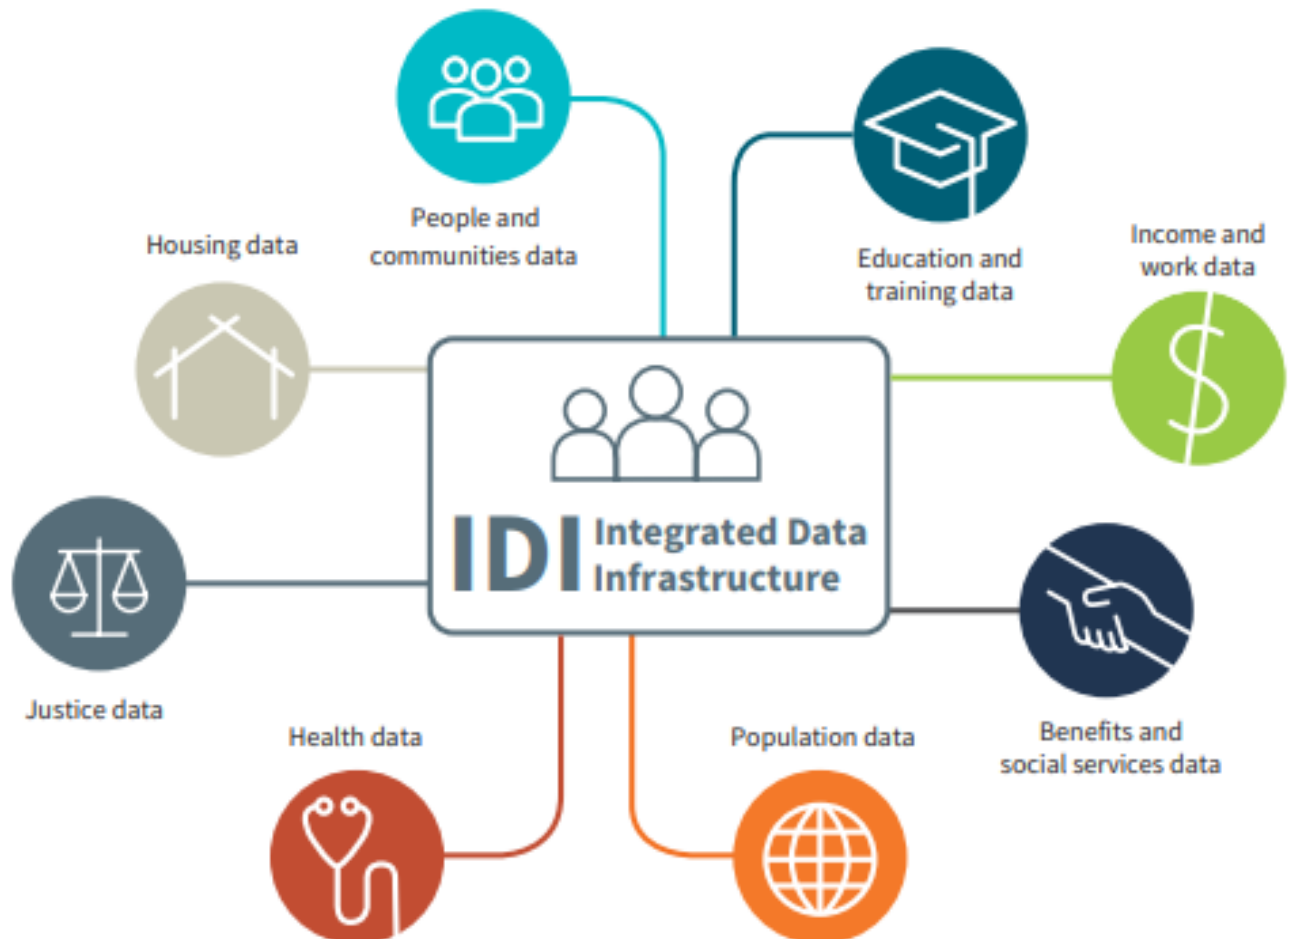 People and
communities data
Education and
training data
Income and
work data
Housing data
IDI Integrated Data
Infrastructure
Justice data
Health data
Population data
Benefits and
social services data